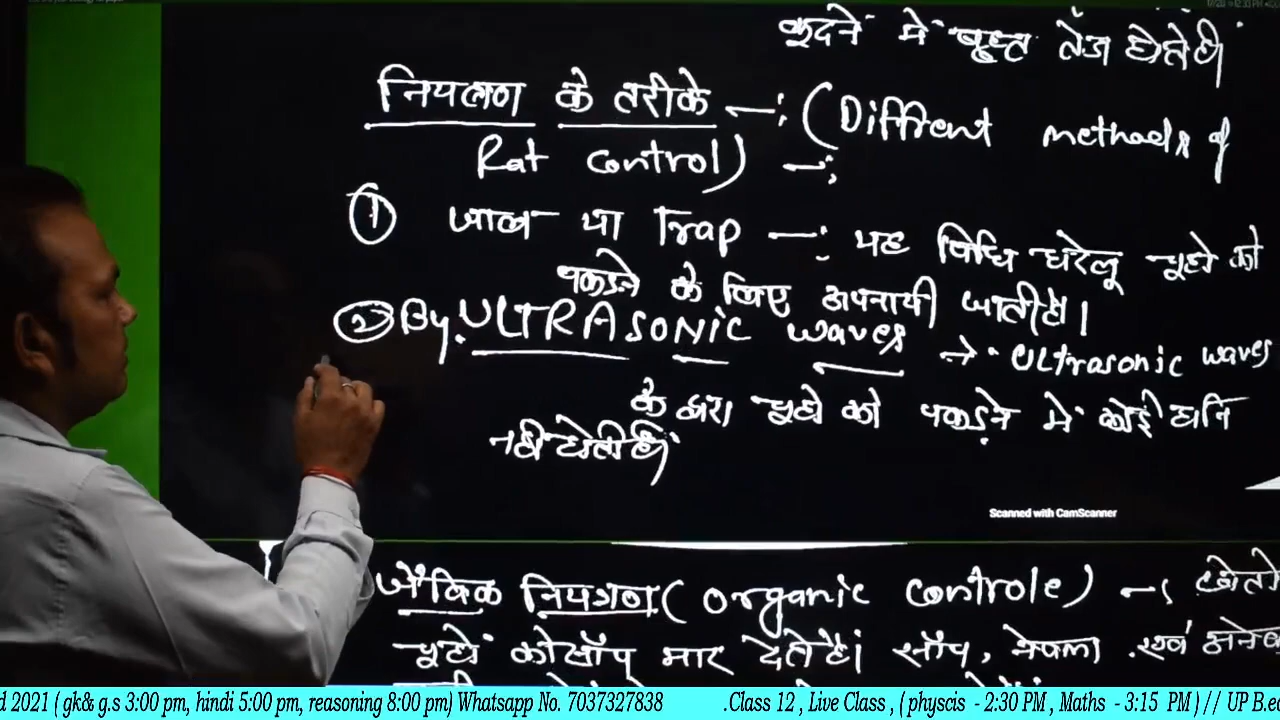 कूदने में बहुत तेज होते हैं
नियंत्रण के तरीके —: (Different methods of
Rat control) —:
① जाल या Trap —: यह विधि घरेलू चूहो को
पकड़ने के लिए अपनायी जाती है।
② By. ULTRASONIC waves → Ultrasonic waves
के द्वारा चूहो को पकड़ने में कोई हानि
नही होती है।
Scanned with CamScanner
जैविक नियंत्रण (organic controle) —:
चूहों को साँप मार देते है। साँप, नेवला एवं अनेक
d 2021 ( gk& g.s 3:00 pm, hindi 5:00 pm, reasoning 8:00 pm) Whatsapp No. 7037327838 .Class 12 , Live Class , ( physcis - 2:30 PM , Maths - 3:15 PM ) // UP B.ed